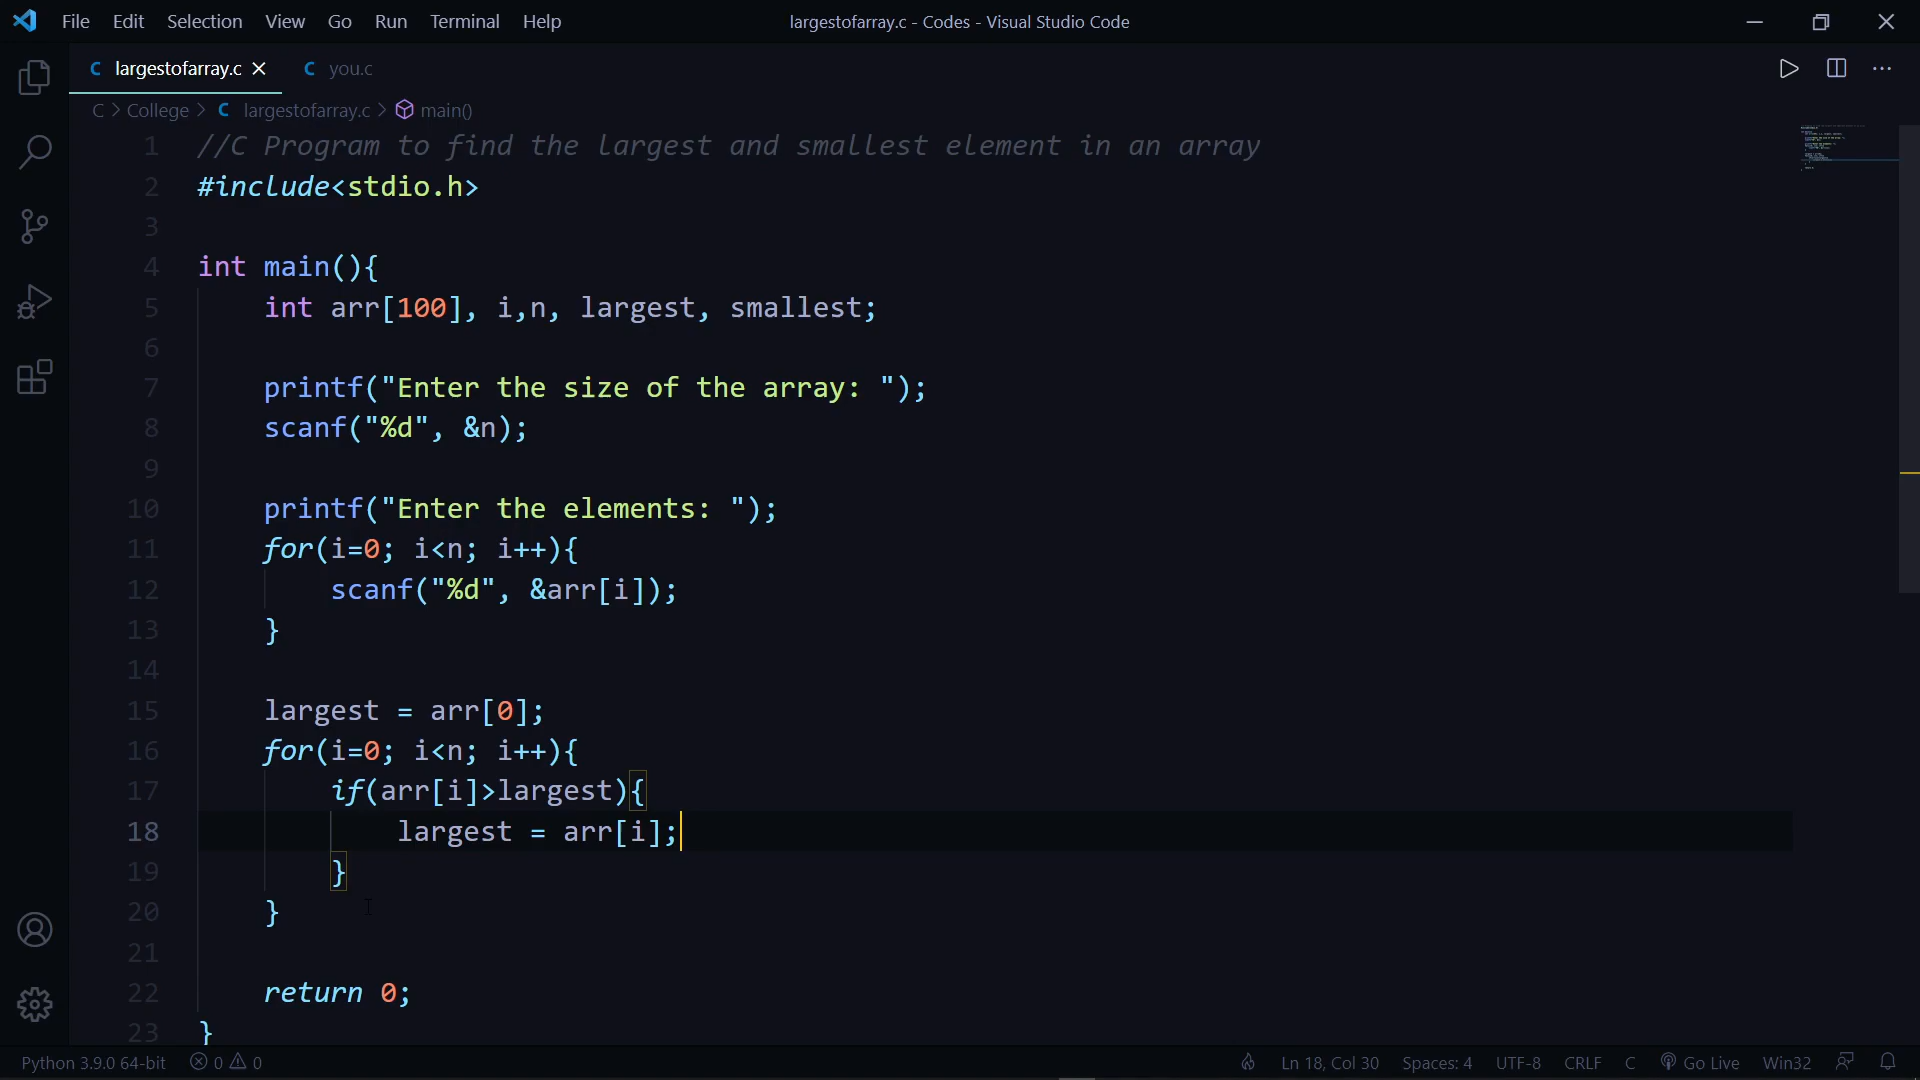 File Edit Selection View Go Run Terminal Help largestofarray.c - Codes - Visual Studio Code
C largestofarray.c C you.c
C > College > C largestofarray.c > main()
1 //C Program to find the largest and smallest element in an array
2 #include<stdio.h>
3
4 int main(){
5 int arr[100], i,n, largest, smallest;
6
7 printf("Enter the size of the array: ");
8 scanf("%d", &n);
9
10 printf("Enter the elements: ");
11 for(i=0; i<n; i++){
12 scanf("%d", &arr[i]);
13 }
14
15 largest = arr[0];
16 for(i=0; i<n; i++){
17 if(arr[i]>largest){
18 largest = arr[i];
19 }
20 }
21
22 return 0;
23 }
Python 3.9.0 64-bit 0 0 Ln 18, Col 30 Spaces: 4 UTF-8 CRLF C Go Live Win32